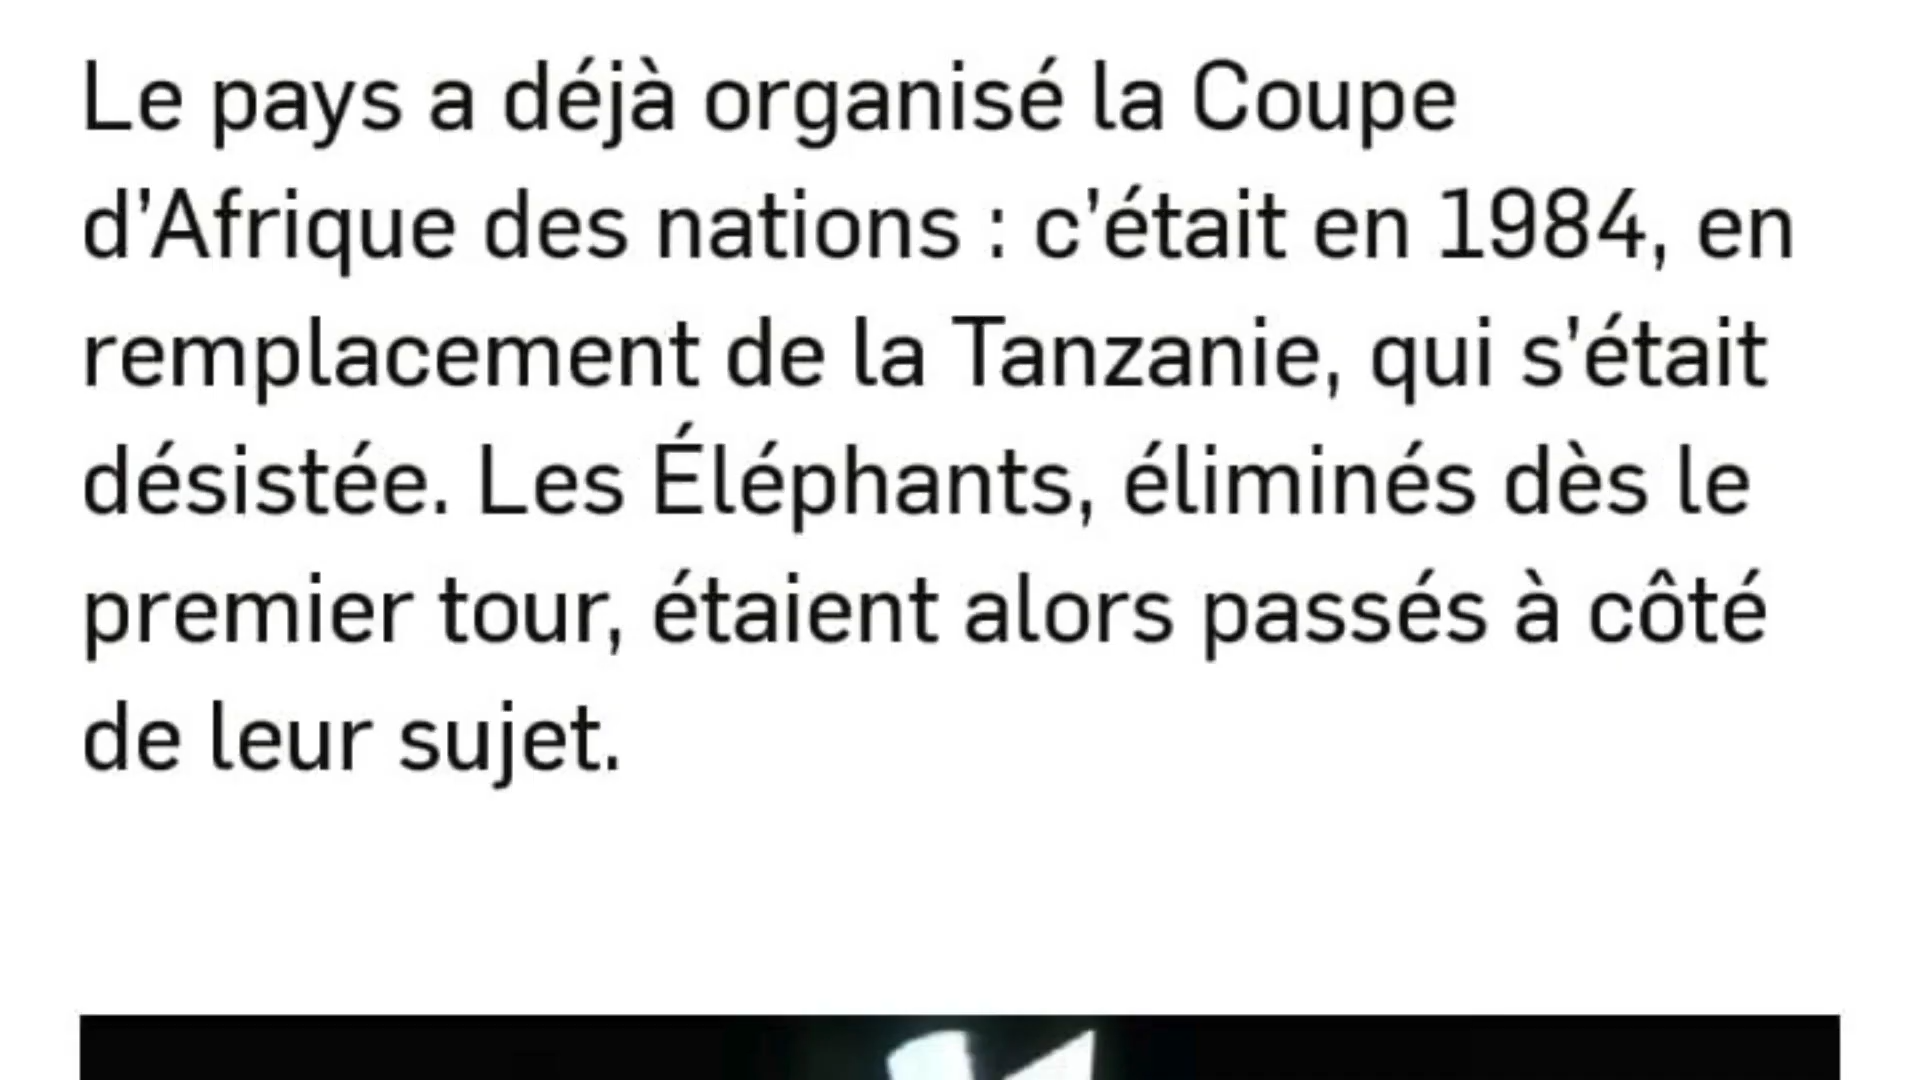 Le pays a déjà organisé la Coupe
d’Afrique des nations : c’était en 1984, en
remplacement de la Tanzanie, qui s’était
désistée. Les Éléphants, éliminés dès le
premier tour, étaient alors passés à côté
de leur sujet.